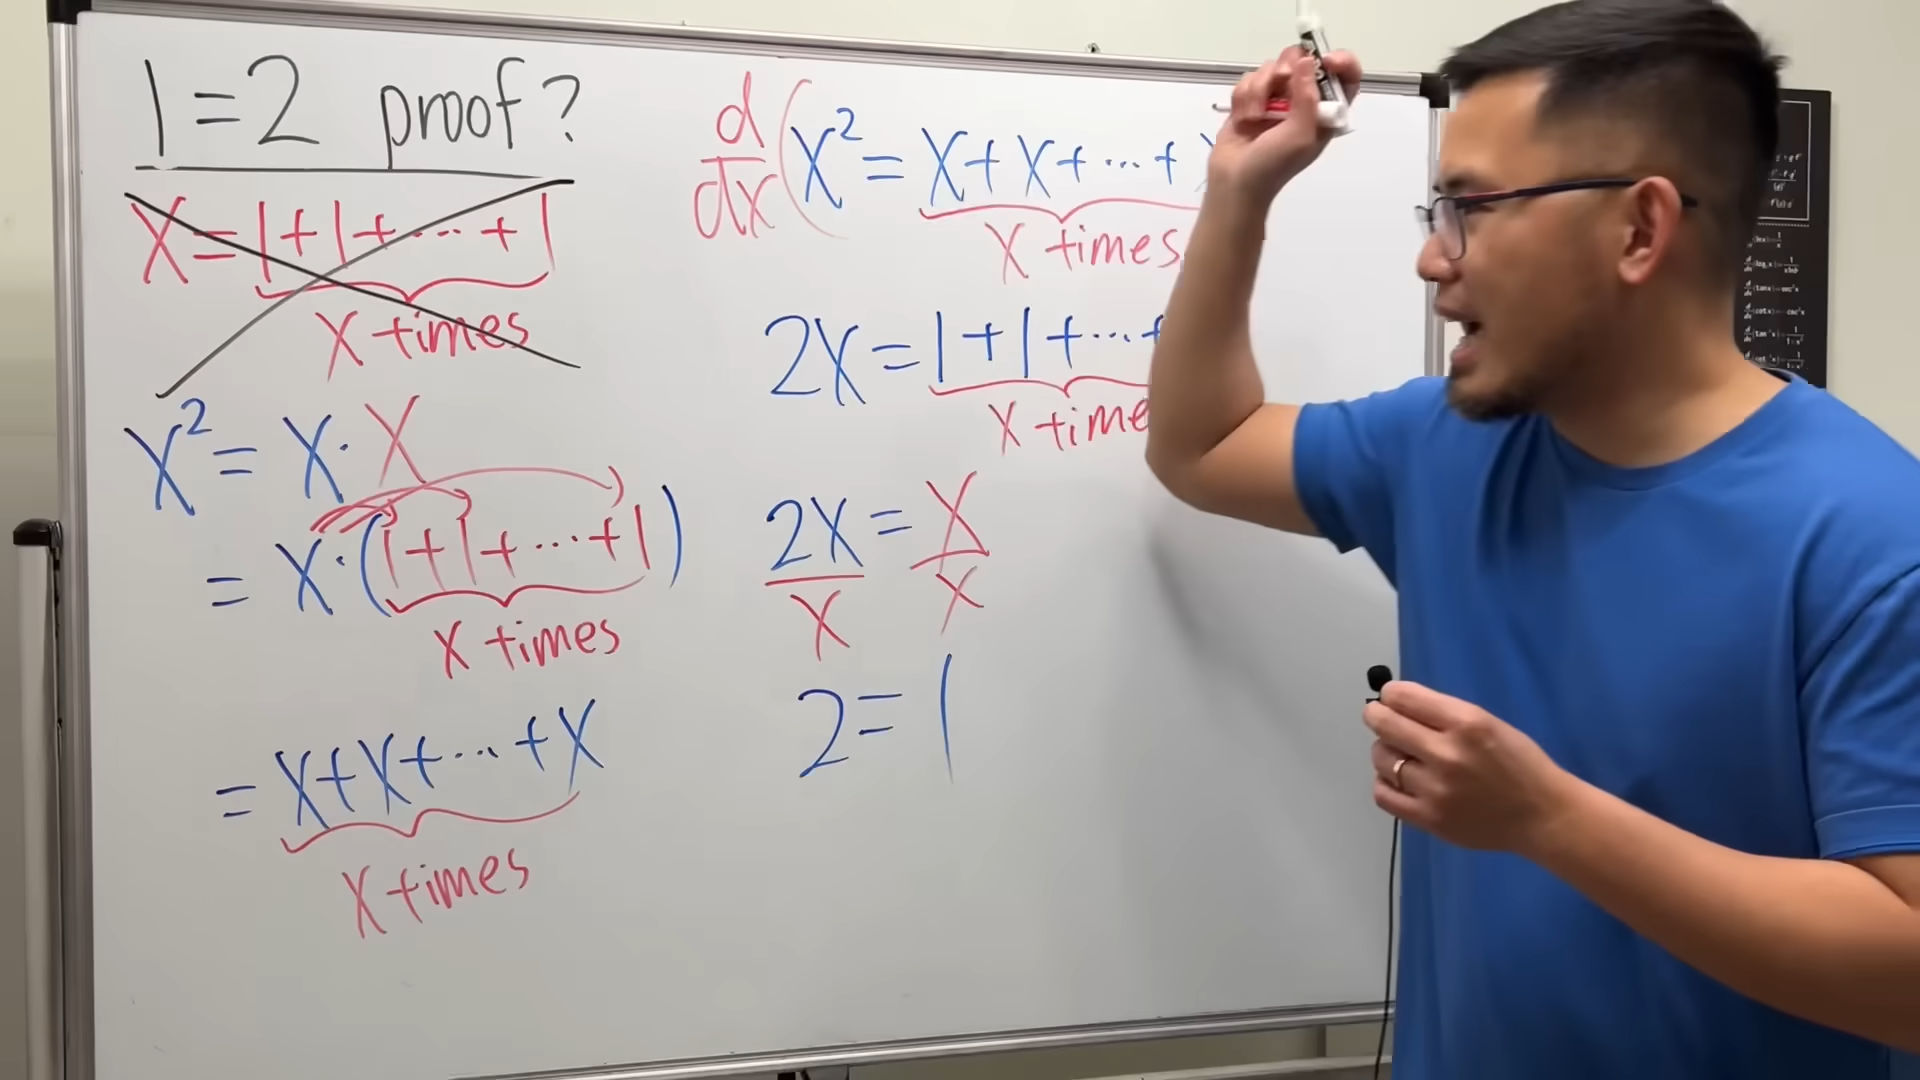 1=2 proof?
X=1+1+...+1
X times
X²=X·X
=X·(1+1+...+1)
X times
=X+X+...+X
X times
d/dx(X²=X+X+...+
X times
2X=1+1+...+
X time
2X/X=X/X
2=1